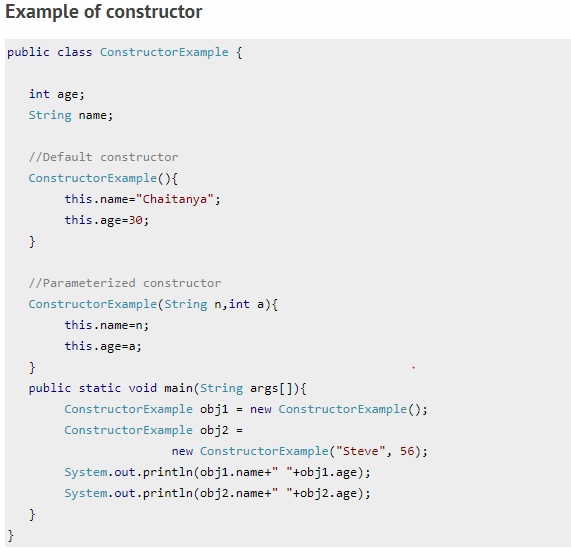 Example of constructor
public class ConstructorExample {
int age;
String name;
//Default constructor
ConstructorExample(){
this.name="Chaitanya";
this.age=30;
}
//Parameterized constructor
ConstructorExample(String n,int a){
this.name=n;
this.age=a;
}
public static void main(String args[]){
ConstructorExample obj1 = new ConstructorExample();
ConstructorExample obj2 =
new ConstructorExample("Steve", 56);
System.out.println(obj1.name+" "+obj1.age);
System.out.println(obj2.name+" "+obj2.age);
}
}